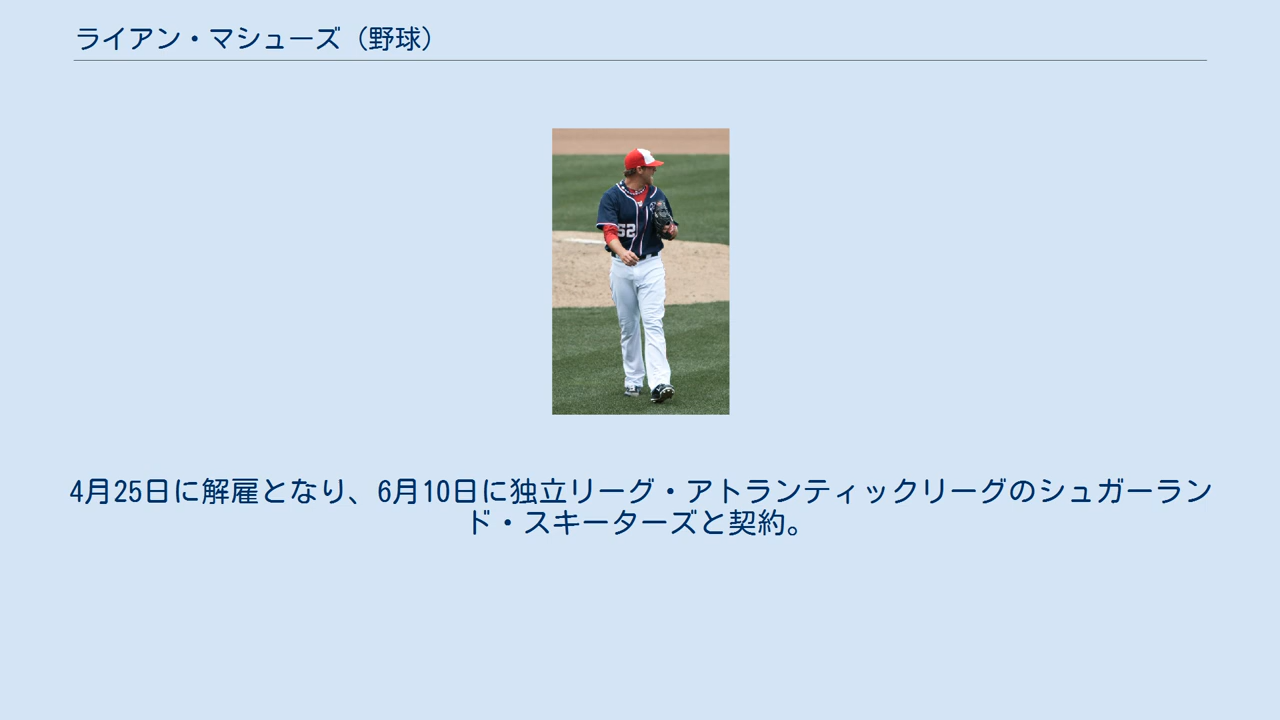 ライアン・マシューズ（野球）
52
4月25日に解雇となり、6月10日に独立リーグ・アトランティックリーグのシュガーラン
ド・スキーターズと契約。